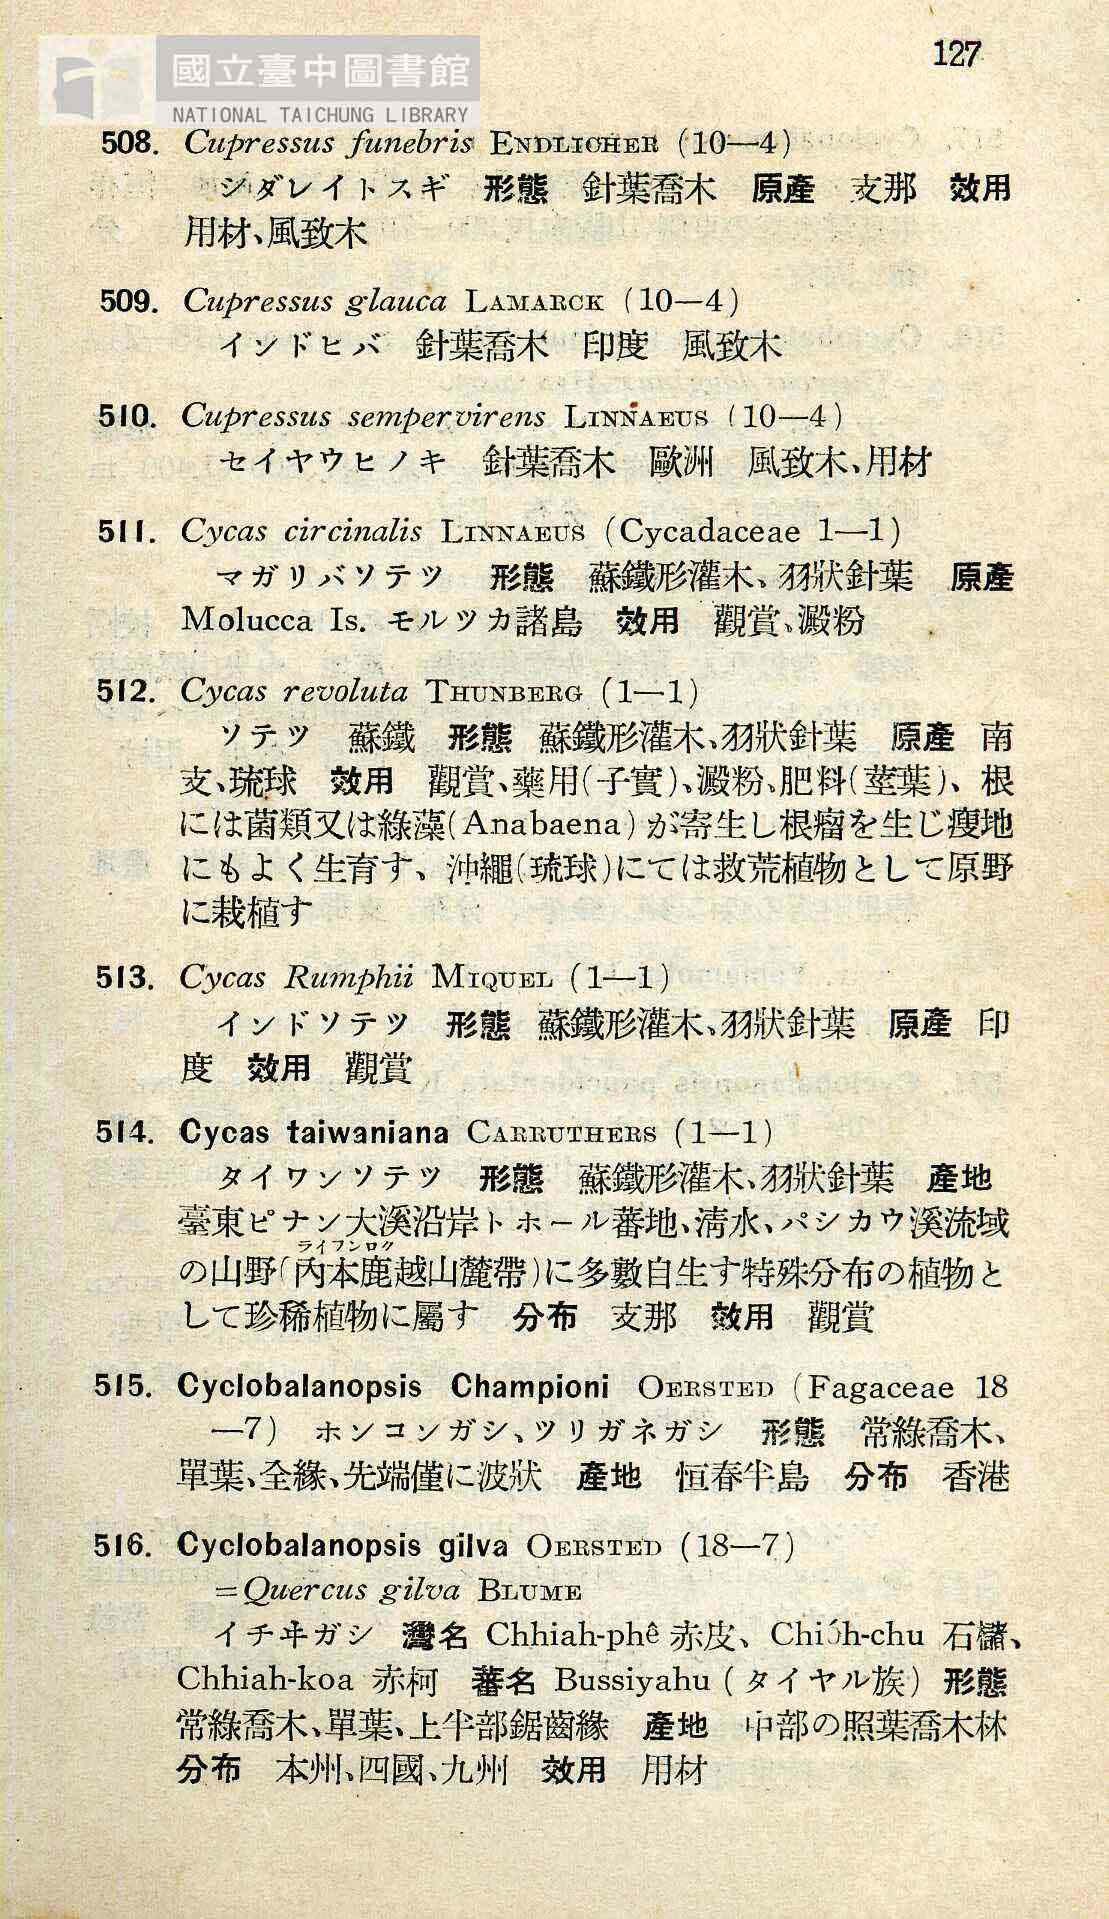 國立臺中圖書館
NATIONAL TAICHUNG LIBRARY
127
508. Cupressus funebris ENDLICHER (10—4)
シダレイトスギ 形態 針葉喬木 原產 支那 效用
用材、風致木
509. Cupressus glauca LAMARCK (10—4)
インドヒバ 針葉喬木 印度 風致木
510. Cupressus sempervirens LINNAEUS (10—4)
セイヤウヒノキ 針葉喬木 歐洲 風致木、用材
511. Cycas circinalis LINNAEUS (Cycadaceae 1—1)
マガリバソテツ 形態 蘇鐵形灌木、羽狀針葉 原產
Molucca Is. モルツカ諸島 效用 觀賞、澱粉
512. Cycas revoluta THUNBERG (1—1)
ソテツ 蘇鐵 形態 蘇鐵形灌木、羽狀針葉 原產 南
支、琉球 效用 觀賞、藥用(子實)、澱粉、肥料(莖葉)、根
には菌類又は綠藻(Anabaena)が寄生し根瘤を生じ瘦地
にもよく生育す、沖繩(琉球)にては救荒植物として原野
に栽植す
513. Cycas Rumphii MIQUEL (1—1)
インドソテツ 形態 蘇鐵形灌木、羽狀針葉 原產 印
度 效用 觀賞
514. Cycas taiwaniana CARRUTHERS (1—1)
タイワンソテツ 形態 蘇鐵形灌木、羽狀針葉 產地
臺東ピナン大溪沿岸トホール蕃地、淸水、パシカウ溪流域
ライフンロク
の山野(內本鹿越山麓帶)に多數自生す特殊分布の植物と
して珍稀植物に屬す 分布 支那 效用 觀賞
515. Cyclobalanopsis Championi OERSTED (Fagaceae 18
—7) ホンコンガシ、ツリガネガシ 形態 常綠喬木、
單葉、全緣、先端僅に波狀 產地 恒春半島 分布 香港
516. Cyclobalanopsis gilva OERSTED (18—7)
=Quercus gilva BLUME
イチヰガシ 灣名 Chhiah-phê 赤皮、 Chióh-chu 石櫧、
Chhiah-koa 赤柯 蕃名 Bussiyahu (タイヤル族) 形態
常綠喬木、單葉、上半部鋸齒緣 產地 中部の照葉喬木林
分布 本州、四國、九州 效用 用材